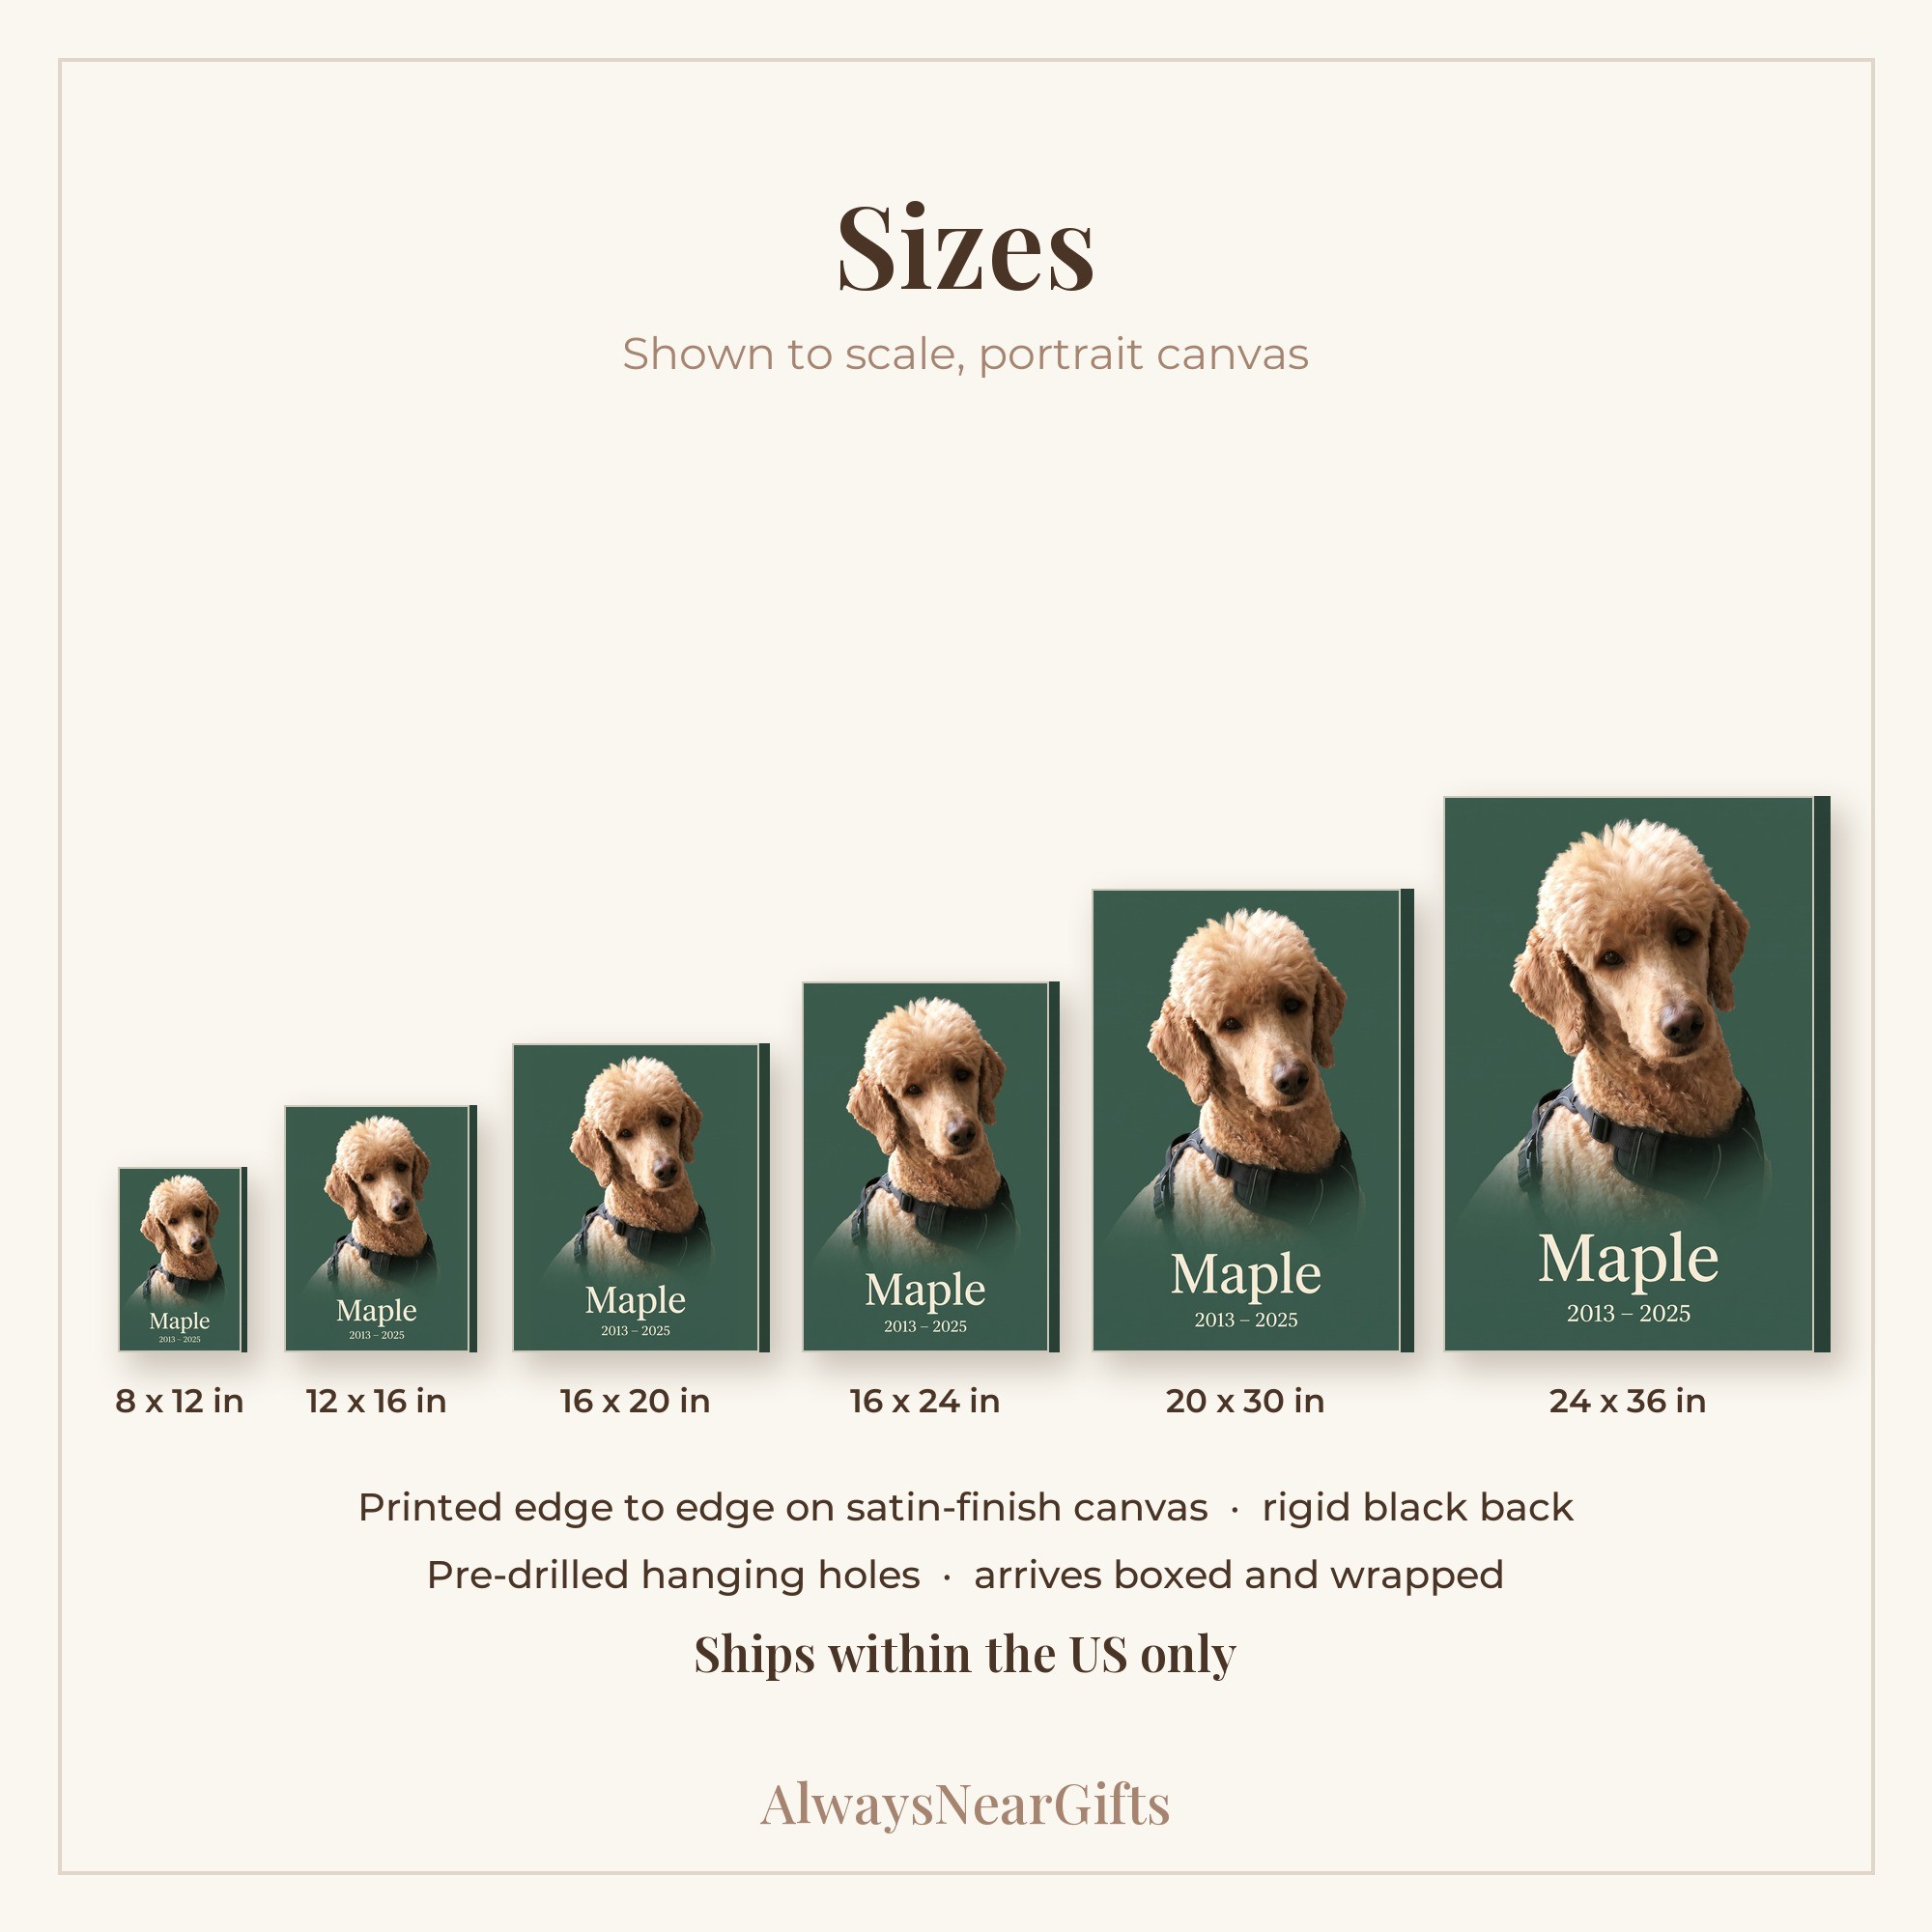 Sizes
Shown to scale, portrait canvas
Maple
2013 – 2025
Maple
2013 – 2025
Maple
2013 – 2025
Maple
2013 – 2025
Maple
2013 – 2025
Maple
2013 – 2025
8 x 12 in
12 x 16 in
16 x 20 in
16 x 24 in
20 x 30 in
24 x 36 in
Printed edge to edge on satin-finish canvas · rigid black back
Pre-drilled hanging holes · arrives boxed and wrapped
Ships within the US only
AlwaysNearGifts